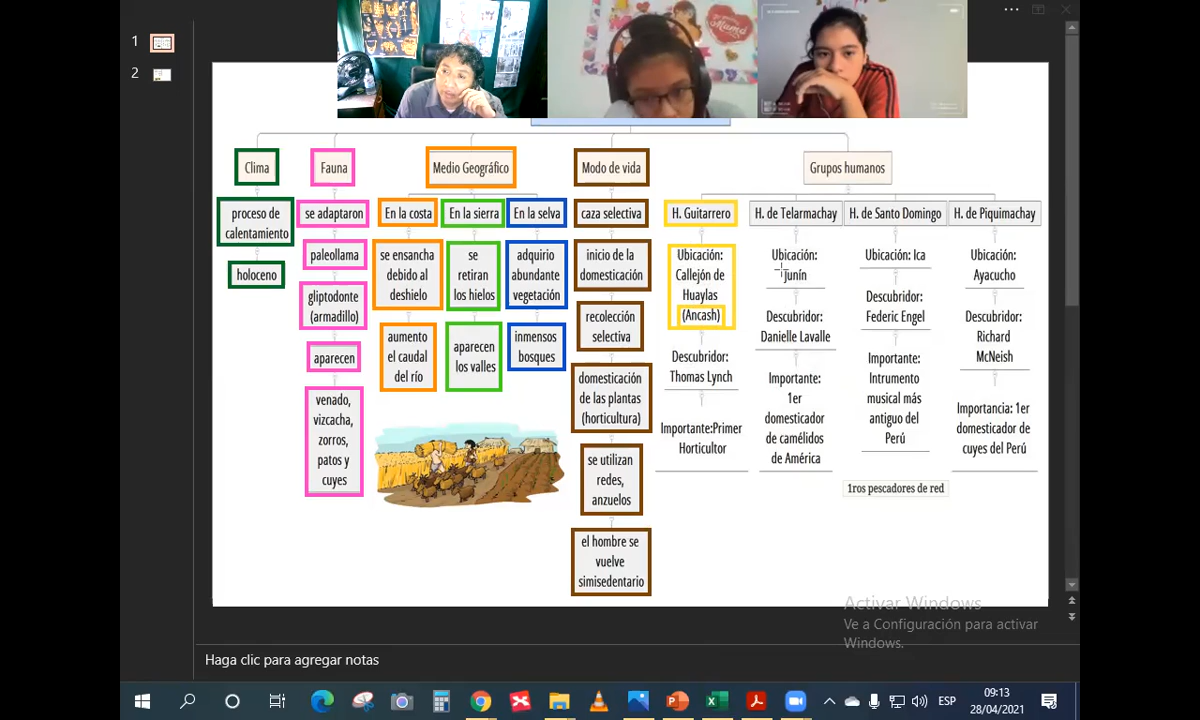 1
2
Mamá
Clima
proceso de
calentamiento
holoceno
Fauna
se adaptaron
paleollama
gliptodonte
(armadillo)
aparecen
venado,
vizcacha,
zorros,
patos y
cuyes
Medio Geográfico
En la costa
se ensancha
debido al
deshielo
aumento
el caudal
del río
En la sierra
se
retiran
los hielos
aparecen
los valles
En la selva
adquirio
abundante
vegetación
inmensos
bosques
Modo de vida
caza selectiva
inicio de la
domesticación
recolección
selectiva
domesticación
de las plantas
(horticultura)
se utilizan
redes,
anzuelos
el hombre se
vuelve
simisedentario
Grupos humanos
H. Guitarrero
Ubicación:
Callejón de
Huaylas
(Ancash)
Descubridor:
Thomas Lynch
Importante:Primer
Horticultor
H. de Telarmachay
Ubicación:
Junín
Descubridor:
Danielle Lavalle
Importante:
1er
domesticador
de camélidos
de América
H. de Santo Domingo
Ubicación: Ica
Descubridor:
Federic Engel
Importante:
Intrumento
musical más
antiguo del
Perú
1ros pescadores de red
H. de Piquimachay
Ubicación:
Ayacucho
Descubridor:
Richard
McNeish
Importancia: 1er
domesticador de
cuyes del Perú
Activar Windows
Ve a Configuración para activar
Windows.
Haga clic para agregar notas
ESP
09:13
28/04/2021